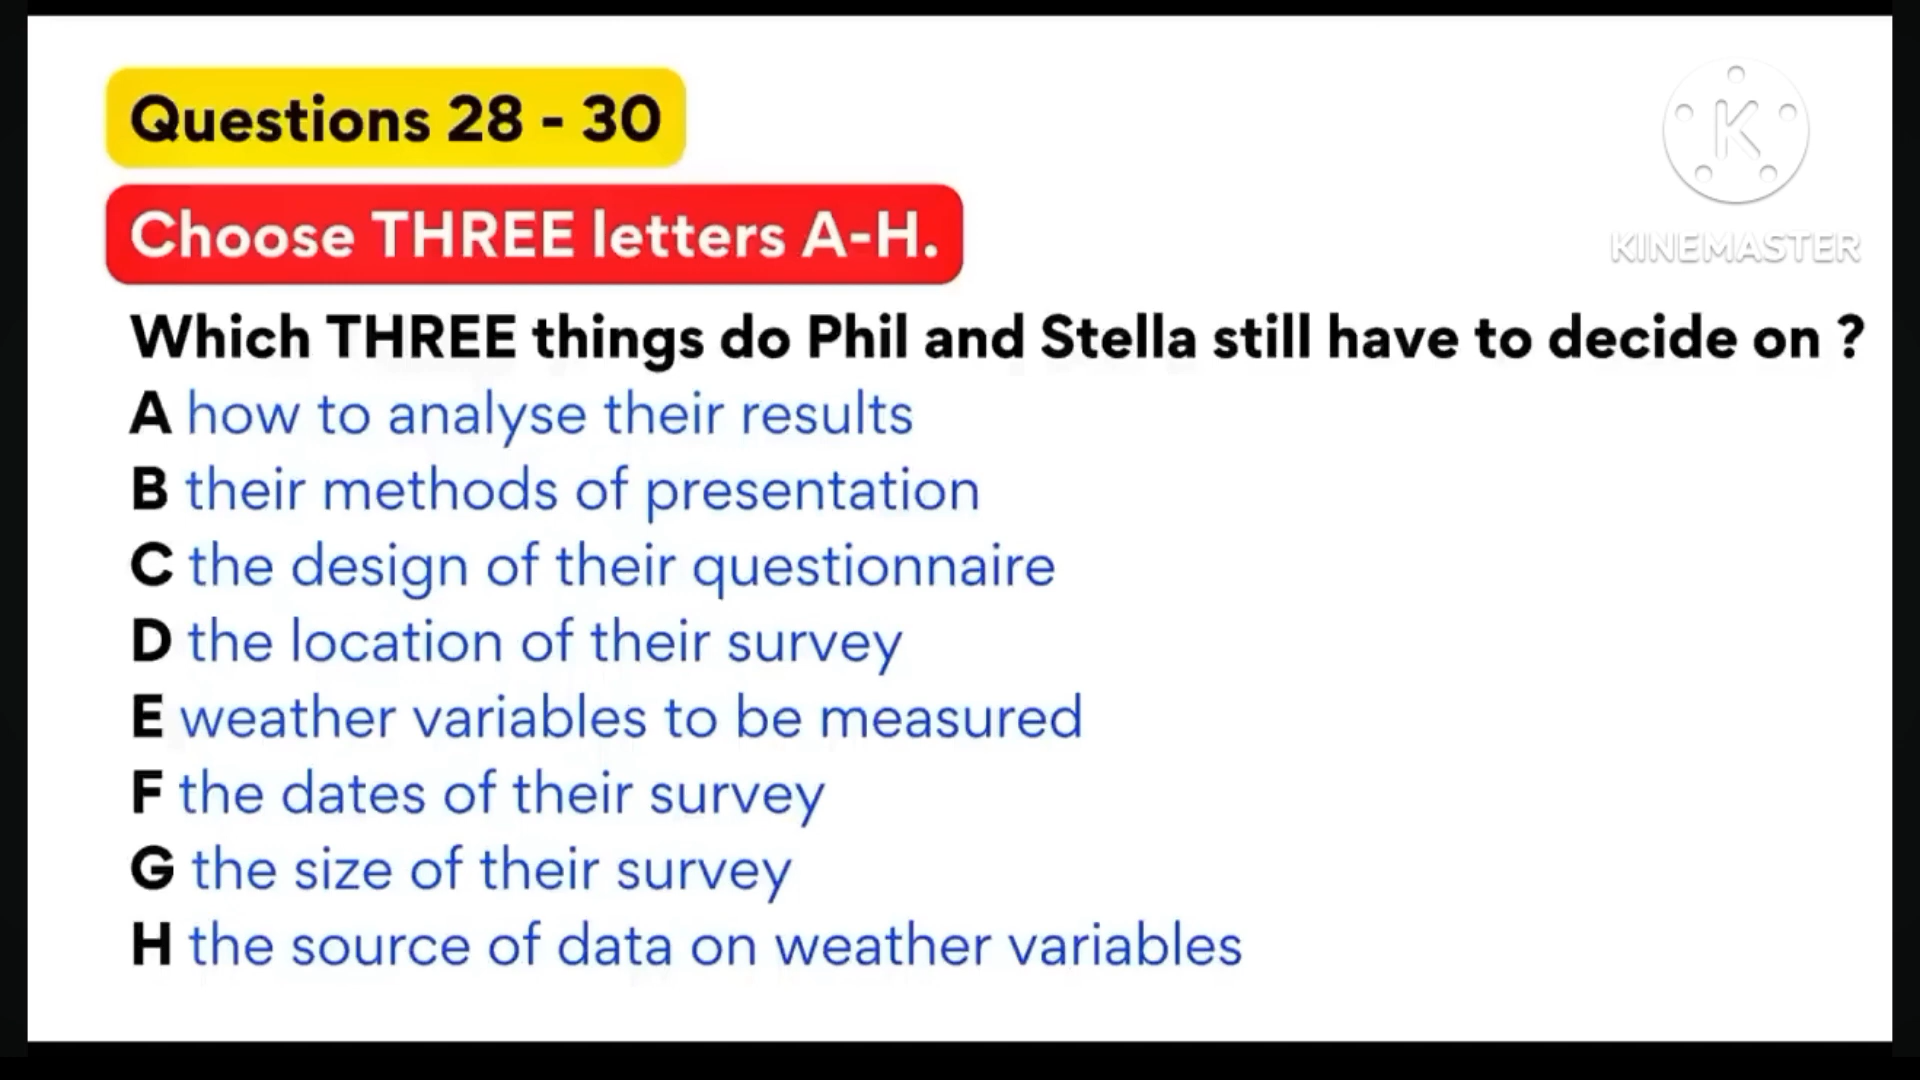 Questions 28 - 30
K
KINEMASTER
Choose THREE letters A-H.
Which THREE things do Phil and Stella still have to decide on ?
A how to analyse their results
B their methods of presentation
C the design of their questionnaire
D the location of their survey
E weather variables to be measured
F the dates of their survey
G the size of their survey
H the source of data on weather variables